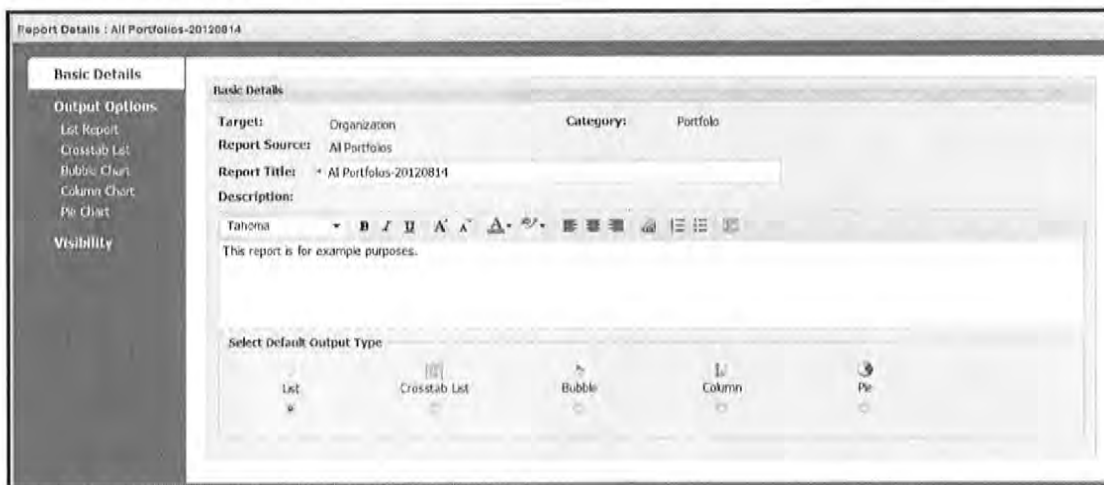 Report Details : All Portfolios-20120814
Basic Details
Output Options
List Report
Crosstab List
Bubble Chart
Column Chart
Pie Chart
Visibility
Basic Details
Target: Organization Category: Portfolio
Report Source: All Portfolios
Report Title: * All Portfolios-20120814
Description:
Tahoma B I U A A A
This report is for example purposes.
Select Default Output Type
List Crosstab List Bubble Column Pie